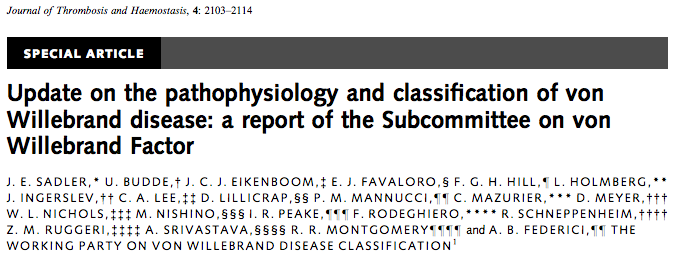 Journal of Thrombosis and Haemostasis, 4: 2103–2114
SPECIAL ARTICLE
Update on the pathophysiology and classification of von
Willebrand disease: a report of the Subcommittee on von
Willebrand Factor
J. E. SADLER,* U. BUDDE,† J. C. J. EIKENBOOM,‡ E. J. FAVALORO,§ F. G. H. HILL,¶ L. HOLMBERG,**
J. INGERSLEV,†† C. A. LEE,‡‡ D. LILLICRAP,§§ P. M. MANNUCCI,¶¶ C. MAZURIER,*** D. MEYER,†††
W. L. NICHOLS,‡‡‡ M. NISHINO,§§§ I. R. PEAKE,¶¶¶ F. RODEGHIERO,**** R. SCHNEPPENHEIM,††††
Z. M. RUGGERI,‡‡‡‡ A. SRIVASTAVA,§§§§ R. R. MONTGOMERY¶¶¶¶ and A. B. FEDERICI,¶¶ THE
WORKING PARTY ON VON WILLEBRAND DISEASE CLASSIFICATION¹